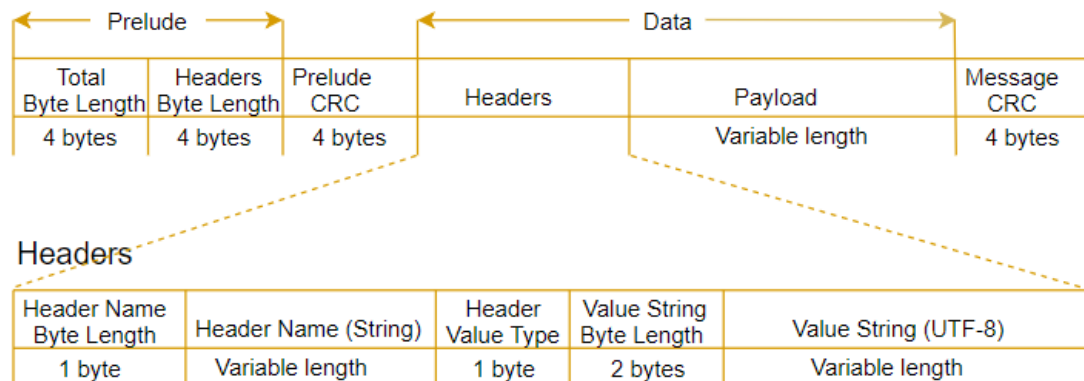 Prelude
Data
Total
Byte Length
Headers
Byte Length
Prelude
CRC
Headers
Payload
Message
CRC
4 bytes
4 bytes
4 bytes
Variable length
4 bytes
Headers
Header Name
Byte Length
Header Name (String)
Header
Value Type
Value String
Byte Length
Value String (UTF-8)
1 byte
Variable length
1 byte
2 bytes
Variable length